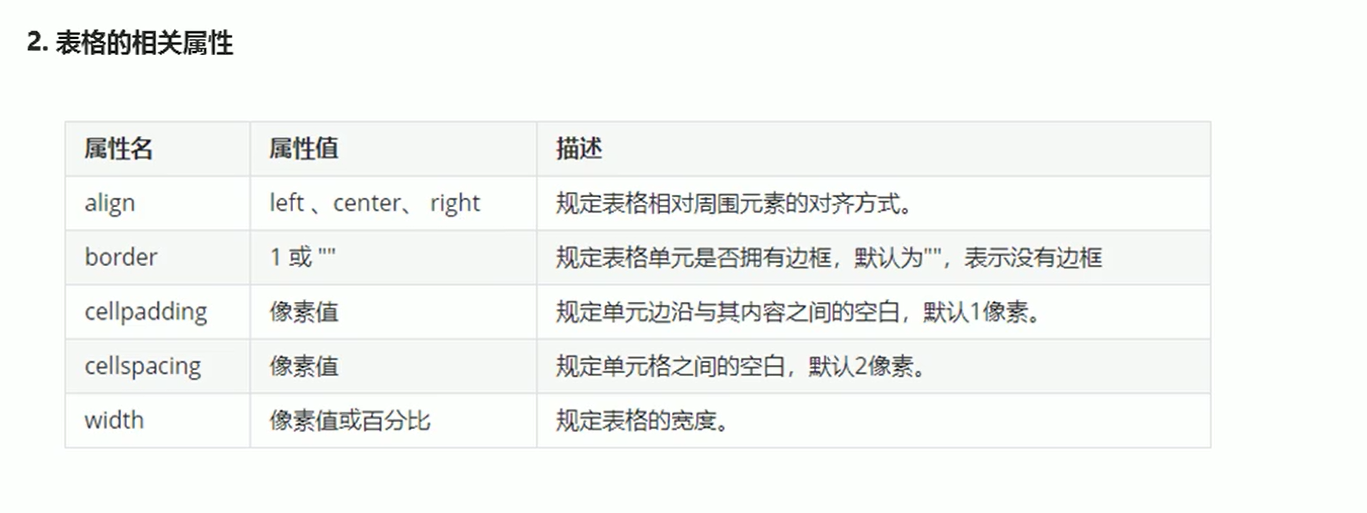 2. 表格的相关属性
属性名 属性值 描述
align left 、center、 right 规定表格相对周围元素的对齐方式。
border 1 或 "" 规定表格单元是否拥有边框，默认为""，表示没有边框
cellpadding 像素值 规定单元边沿与其内容之间的空白，默认1像素。
cellspacing 像素值 规定单元格之间的空白，默认2像素。
width 像素值或百分比 规定表格的宽度。